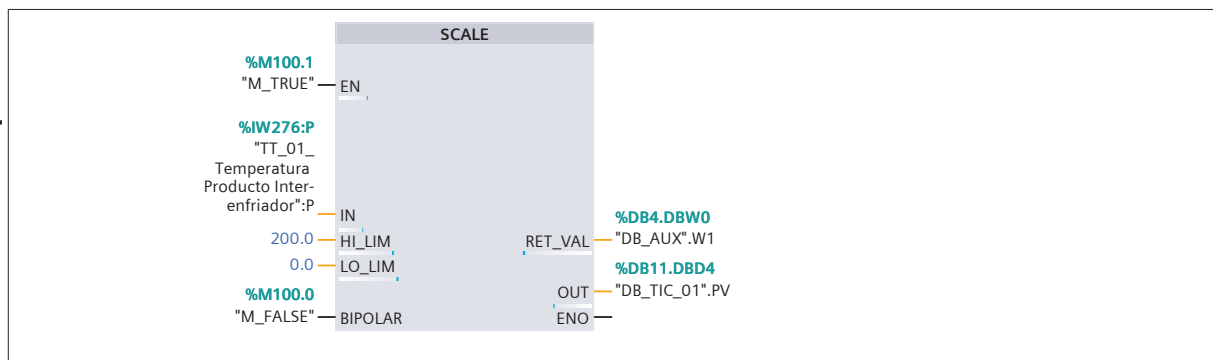 SCALE
%M100.1
"M_TRUE"
EN
%IW276:P
"TT_01_
Temperatura
Producto Inter-
enfriador":P
IN
%DB4.DBW0
200.0
HI_LIM
RET_VAL
"DB_AUX".W1
0.0
LO_LIM
%DB11.DBD4
%M100.0
OUT
"DB_TIC_01".PV
"M_FALSE"
BIPOLAR
ENO